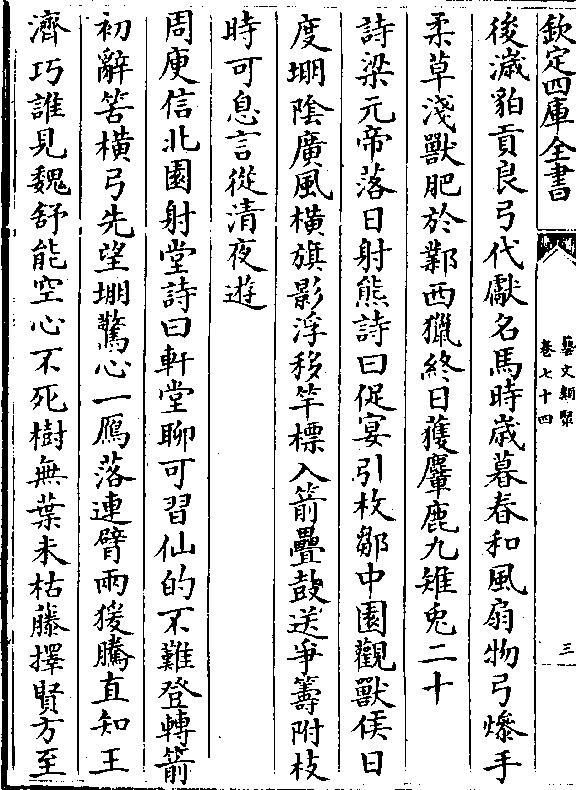 欽定四庫全書
藝文類聚
卷七十四
三
後濊貊貢良弓代獻名馬時歲暮春和風扇物弓燥手
柔草淺獸肥於鄴西獵終日獲麞鹿九雉兎二十
詩梁元帝落日射熊詩曰促宴引枚鄒中園觀獸侯日
度堋陰廣風横旗影浮移竿標入箭疊鼓送爭籌附枝
時可息言從清夜遊
周庾信北園射堂詩曰軒堂聊可習仙的不難登轉箭
初辭筈横弓先望堋驚心一鴈落連臂兩猨騰直知王
濟巧誰見魏舒能空心不死樹無葉未枯藤擇賢方至